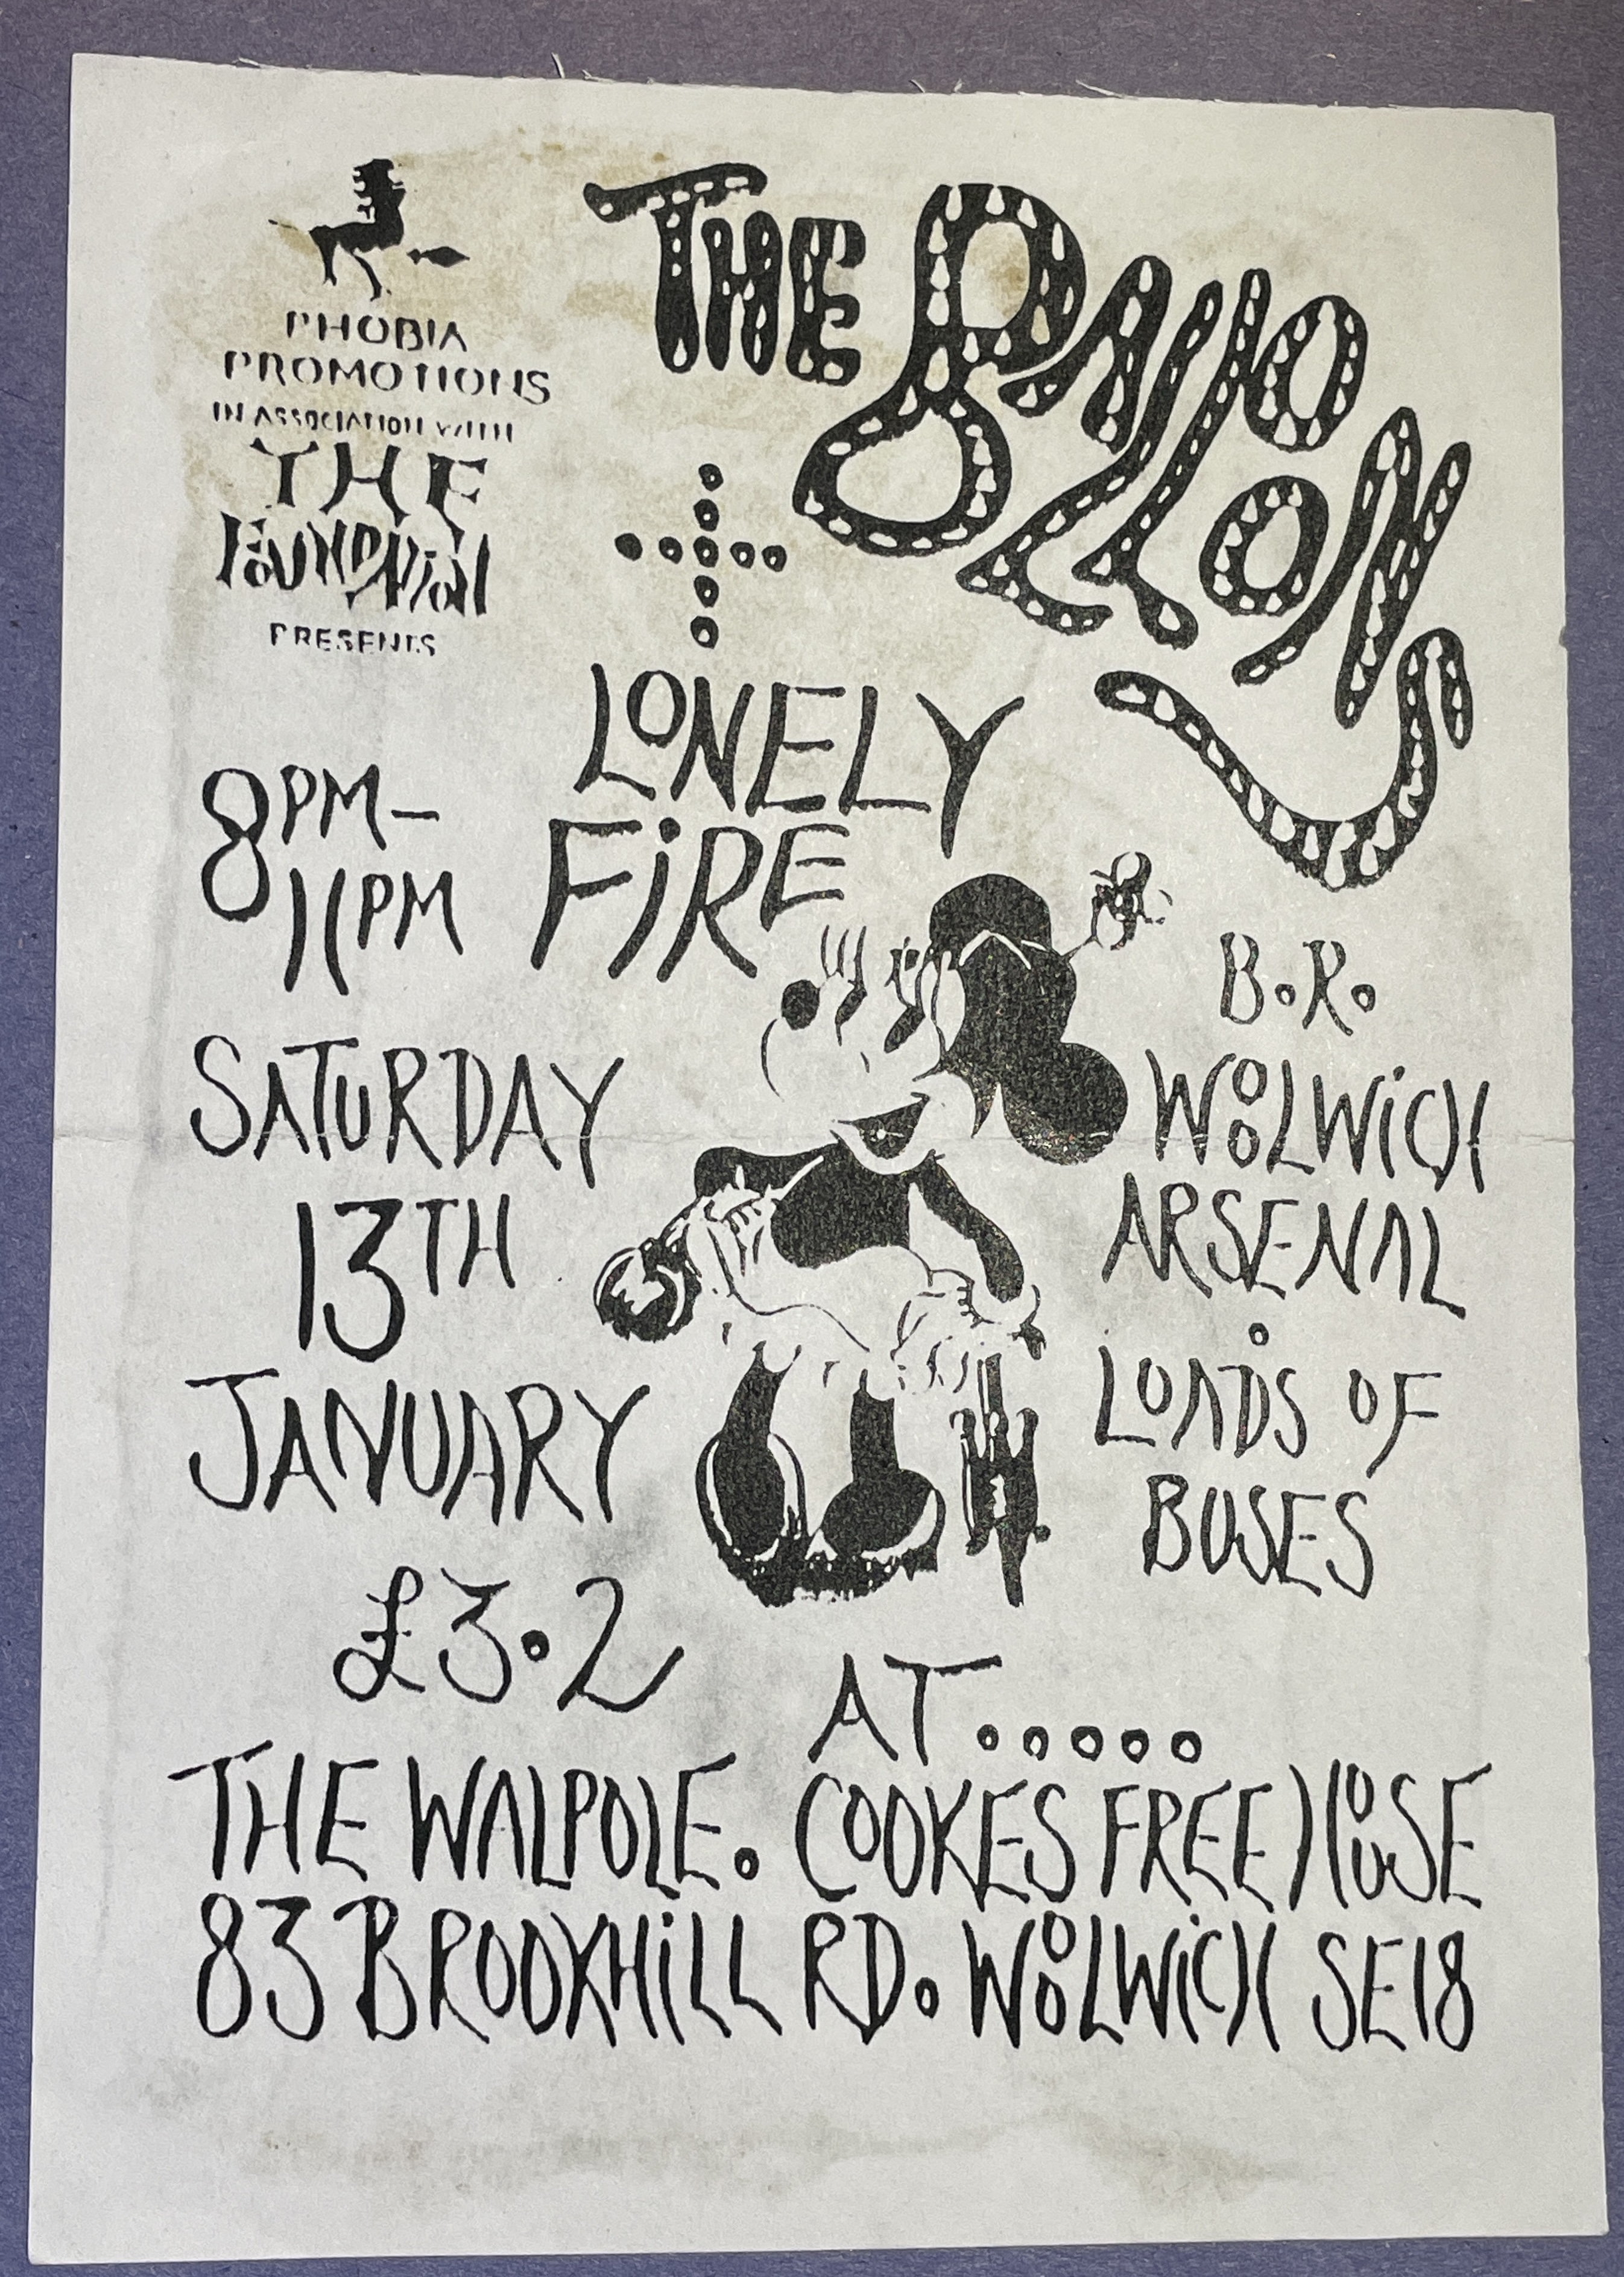 PHOBIA
PROMOTIONS
IN ASSOCIATION WITH
THE
FOUNDATION
PRESENTS
THE BALLOONS
+
LONELY
FIRE
8PM-
11PM
SATURDAY
13TH
JANUARY
£3.2
B.R.
WOOLWICH
ARSENAL
.
LOADS OF
BUSES
AT.....
THE WALPOLE. COOKES FREE HOUSE
83 BROOKHILL RD. WOOLWICH SE18